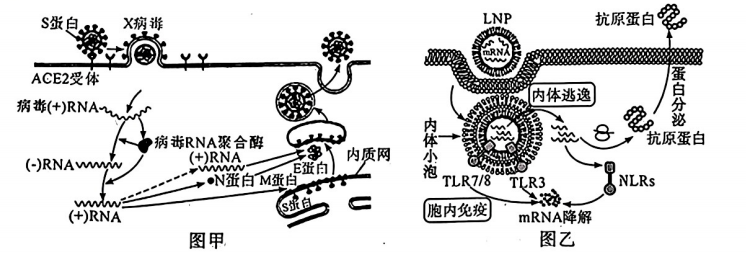 S蛋白
X病毒
ACE2受体
病毒(+)RNA
病毒RNA聚合酶
(-)RNA
(+)RNA
(+)RNA
N蛋白
M蛋白
E蛋白
内质网
S蛋白
图甲
LNP
mRNA
抗原蛋白
内体逃逸
蛋白分泌
内体小泡
抗原蛋白
TLR7/8
TLR3
NLRs
胞内免疫
mRNA降解
图乙